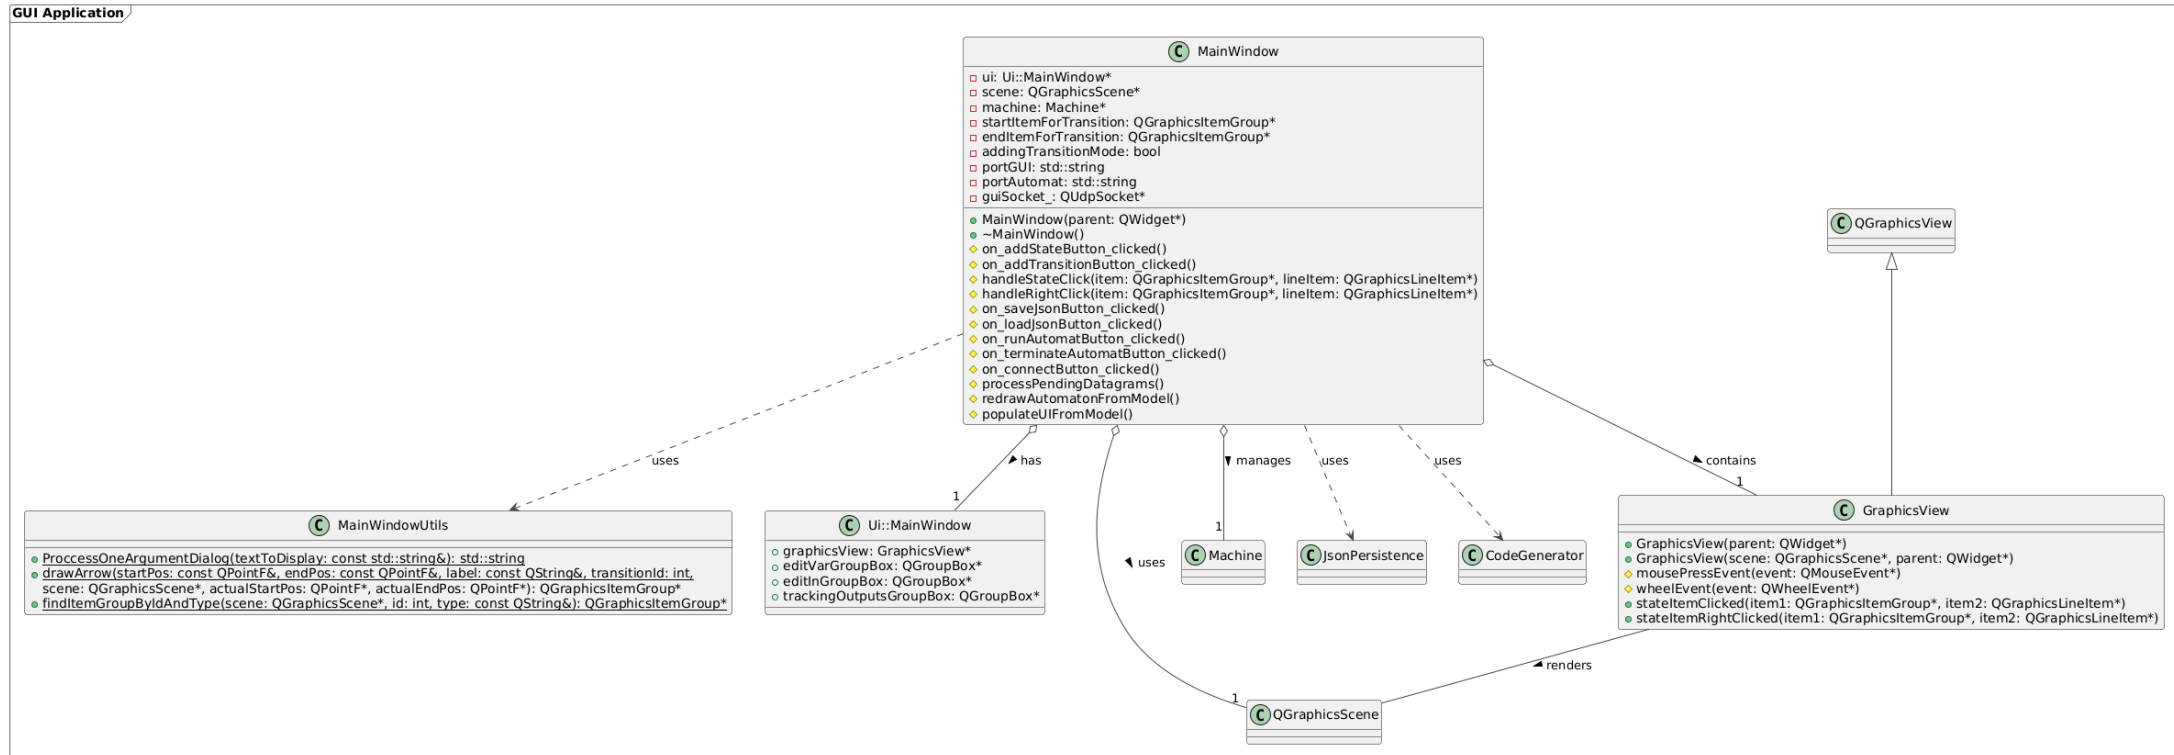 GUI Application
C MainWindow
ui: Ui::MainWindow*
scene: QGraphicsScene*
machine: Machine*
startItemForTransition: QGraphicsItemGroup*
endItemForTransition: QGraphicsItemGroup*
addingTransitionMode: bool
portGUI: std::string
portAutomat: std::string
guiSocket_: QUdpSocket*
MainWindow(parent: QWidget*)
~MainWindow()
on_addStateButton_clicked()
on_addTransitionButton_clicked()
handleStateClick(item: QGraphicsItemGroup*, lineItem: QGraphicsLineItem*)
handleRightClick(item: QGraphicsItemGroup*, lineItem: QGraphicsLineItem*)
on_saveJsonButton_clicked()
on_loadJsonButton_clicked()
on_runAutomatButton_clicked()
on_terminateAutomatButton_clicked()
on_connectButton_clicked()
processPendingDatagrams()
redrawAutomatonFromModel()
populateUIFromModel()
C QGraphicsView
uses
has
manages
uses
uses
contains
1
1
1
C MainWindowUtils
ProccessOneArgumentDialog(textToDisplay: const std::string&): std::string
drawArrow(startPos: const QPointF&, endPos: const QPointF&, label: const QString&, transitionId: int,
scene: QGraphicsScene*, actualStartPos: QPointF*, actualEndPos: QPointF*): QGraphicsItemGroup*
findItemGroupByIdAndType(scene: QGraphicsScene*, id: int, type: const QString&): QGraphicsItemGroup*
C Ui::MainWindow
graphicsView: GraphicsView*
editVarGroupBox: QGroupBox*
editInGroupBox: QGroupBox*
trackingOutputsGroupBox: QGroupBox*
uses
C Machine
C JsonPersistence
C CodeGenerator
C GraphicsView
GraphicsView(parent: QWidget*)
GraphicsView(scene: QGraphicsScene*, parent: QWidget*)
mousePressEvent(event: QMouseEvent*)
wheelEvent(event: QWheelEvent*)
stateItemClicked(item1: QGraphicsItemGroup*, item2: QGraphicsLineItem*)
stateItemRightClicked(item1: QGraphicsItemGroup*, item2: QGraphicsLineItem*)
renders
1
C QGraphicsScene